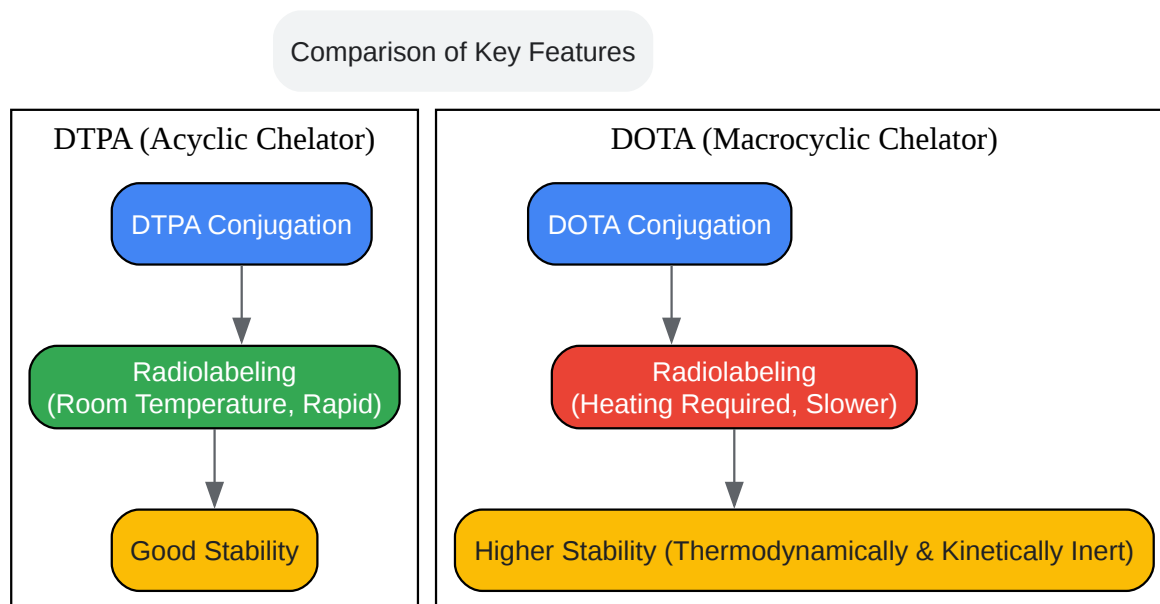 Comparison of Key Features
DTPA (Acyclic Chelator)
DTPA Conjugation
Radiolabeling
(Room Temperature, Rapid)
Good Stability
DOTA (Macrocyclic Chelator)
DOTA Conjugation
Radiolabeling
(Heating Required, Slower)
Higher Stability (Thermodynamically & Kinetically Inert)